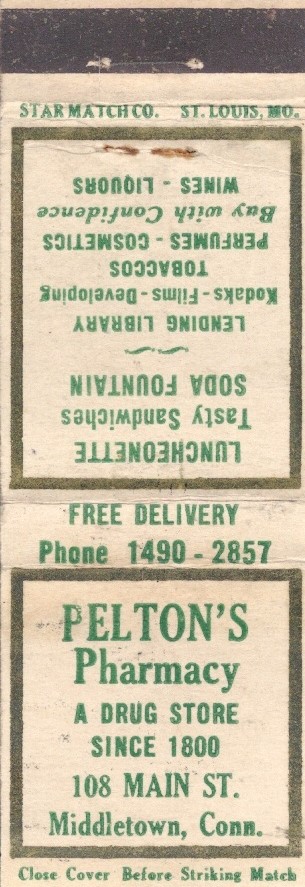 STAR MATCH CO. ST. LOUIS, MO.
LUNCHEONETTE
Tasty Sandwiches
SODA FOUNTAIN
LENDING LIBRARY
Kodaks - Films - Developing
TOBACCOS
PERFUMES - COSMETICS
Buy with Confidence
WINES - LIQUORS
FREE DELIVERY
Phone 1490 - 2857
PELTON'S
Pharmacy
A DRUG STORE
SINCE 1800
108 MAIN ST.
Middletown, Conn.
Close Cover Before Striking Match